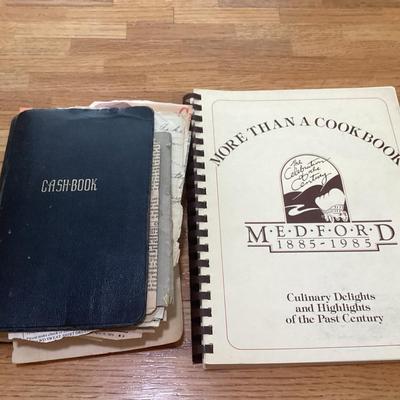 CASH-BOOK
MORE THAN A COOKBOOK
The
Celebration
of the
Century
MEDFORD
1885-1985
Culinary Delights
and Highlights
of the Past Century